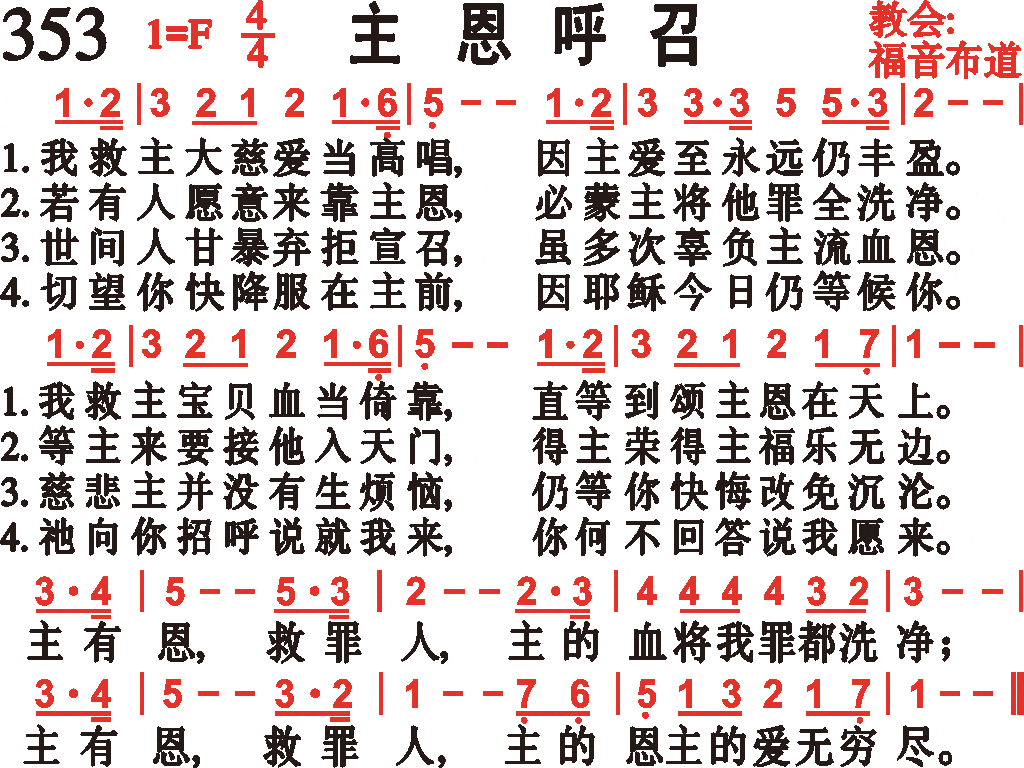 353 1=F 4/4 主恩呼召 教会:
福音布道
1·2|3 2 1 2 1·6|5 - - 1·2|3 3·3 5 5·3|2 - - |
1.我救主大慈爱当高唱, 因主爱至永远仍丰盈。
2.若有人愿意来靠主恩, 必蒙主将他罪全洗净。
3.世间人甘暴弃拒宣召, 虽多次辜负主流血恩。
4.切望你快降服在主前, 因耶稣今日仍等候你。
1·2|3 2 1 2 1·6|5 - - 1·2|3 2 1 2 1 7|1 - - |
1.我救主宝贝血当倚靠, 直等到颂主恩在天上。
2.等主来要接他入天门, 得主荣得主福乐无边。
3.慈悲主并没有生烦恼, 仍等你快悔改免沉沦。
4.祂向你招呼说就我来, 你何不回答说我愿来。
3·4|5 - - 5·3|2 - - 2·3|4 4 4 4 3 2|3 - - |
主有恩, 救罪人, 主的血将我罪都洗净;
3·4|5 - - 3·2|1 - - 7 6|5 1 3 2 1 7|1 - - ‖
主有恩, 救罪人, 主的恩主的爱无穷尽。